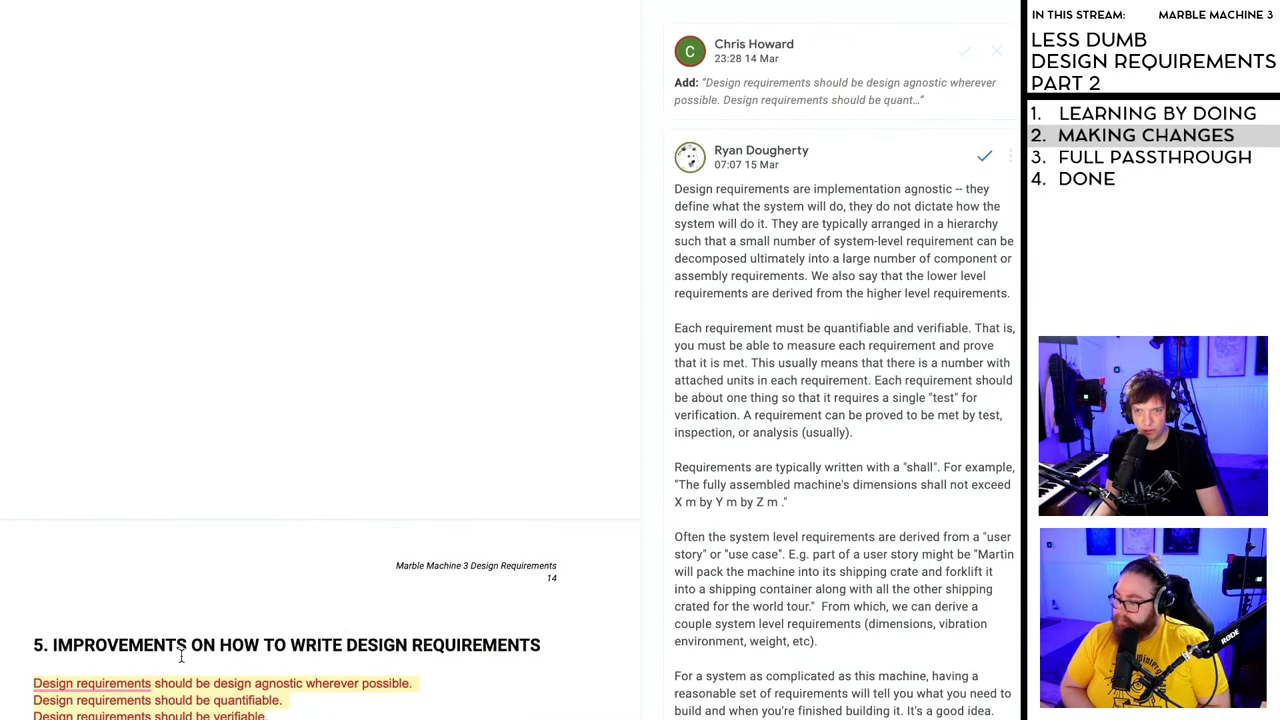 Chris Howard
23:28 14 Mar
Add: "Design requirements should be design agnostic wherever
possible. Design requirements should be quant…"
Ryan Dougherty
07:07 15 Mar
Design requirements are implementation agnostic -- they
define what the system will do, they do not dictate how the
system will do it. They are typically arranged in a hierarchy
such that a small number of system-level requirement can be
decomposed ultimately into a large number of component or
assembly requirements. We also say that the lower level
requirements are derived from the higher level requirements.
Each requirement must be quantifiable and verifiable. That is,
you must be able to measure each requirement and prove
that it is met. This usually means that there is a number with
attached units in each requirement. Each requirement should
be about one thing so that it requires a single "test" for
verification. A requirement can be proved to be met by test,
inspection, or analysis (usually).
Requirements are typically written with a "shall". For example,
"The fully assembled machine's dimensions shall not exceed
X m by Y m by Z m ."
Often the system level requirements are derived from a "user
story" or "use case". E.g. part of a user story might be "Martin
will pack the machine into its shipping crate and forklift it
into a shipping container along with all the other shipping
crated for the world tour." From which, we can derive a
couple system level requirements (dimensions, vibration
environment, weight, etc).
For a system as complicated as this machine, having a
reasonable set of requirements will tell you what you need to
build and when you're finished building it. It's a good idea.
Marble Machine 3 Design Requirements
14
5. IMPROVEMENTS ON HOW TO WRITE DESIGN REQUIREMENTS
Design requirements should be design agnostic wherever possible.
Design requirements should be quantifiable.
Design requirements should be verifiable.
IN THIS STREAM: MARBLE MACHINE 3
LESS DUMB
DESIGN REQUIREMENTS
PART 2
1. LEARNING BY DOING
2. MAKING CHANGES
3. FULL PASSTHROUGH
4. DONE
C
RØDE